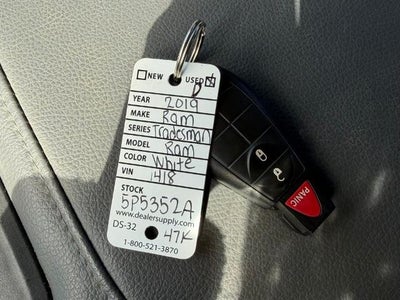 NEW USED
D
YEAR 2019
MAKE Ram
SERIES Tradesman
MODEL Ram
COLOR White
VIN 1418
STOCK
5P5352A
www.dealersupply.com
DS-32 47K
1-800-521-3870
PANIC